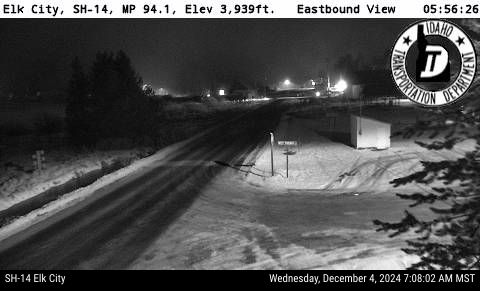 Elk City, SH-14, MP 94.1, Elev 3,939ft. Eastbound View 05:56:26
IDAHO
TRANSPORTATION DEPARTMENT
SH-14 Elk City Wednesday, December 4, 2024 7:08:02 AM MST